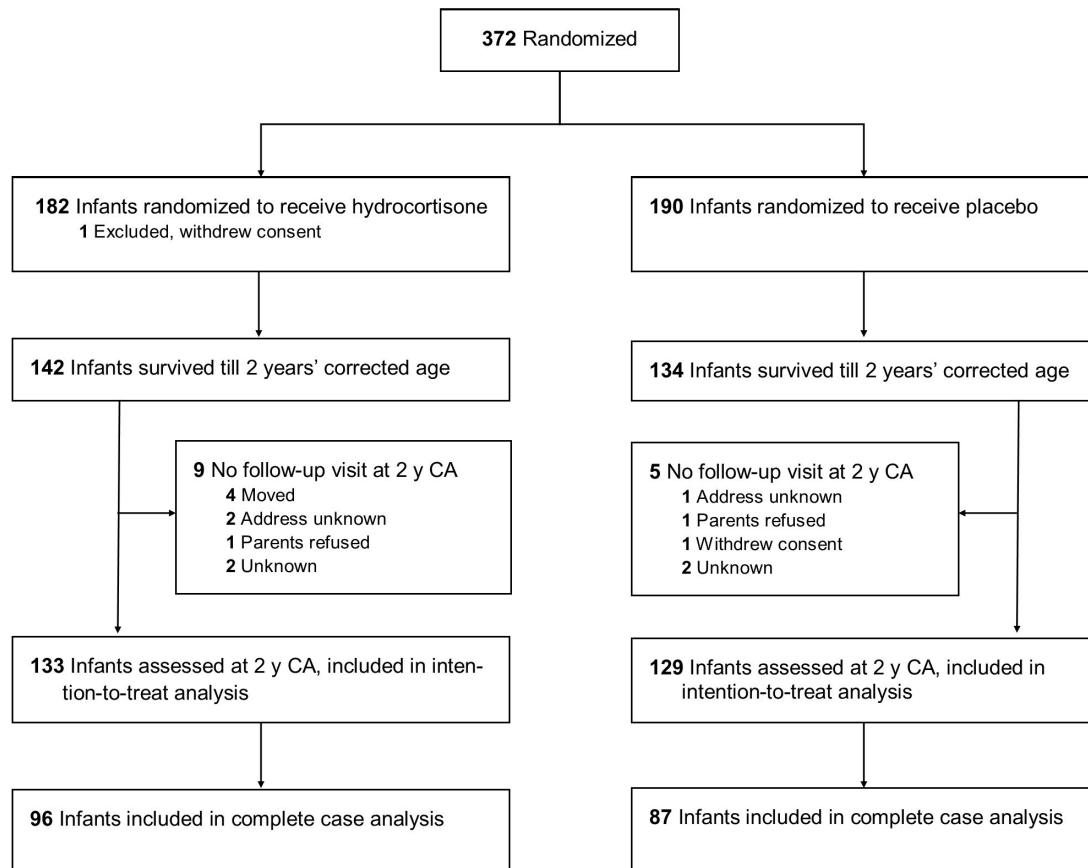 372 Randomized
182 Infants randomized to receive hydrocortisone
1 Excluded, withdrew consent
190 Infants randomized to receive placebo
142 Infants survived till 2 years’ corrected age
134 Infants survived till 2 years’ corrected age
9 No follow-up visit at 2 y CA
4 Moved
2 Address unknown
1 Parents refused
2 Unknown
5 No follow-up visit at 2 y CA
1 Address unknown
1 Parents refused
1 Withdrew consent
2 Unknown
133 Infants assessed at 2 y CA, included in inten-
tion-to-treat analysis
129 Infants assessed at 2 y CA, included in
intention-to-treat analysis
96 Infants included in complete case analysis
87 Infants included in complete case analysis